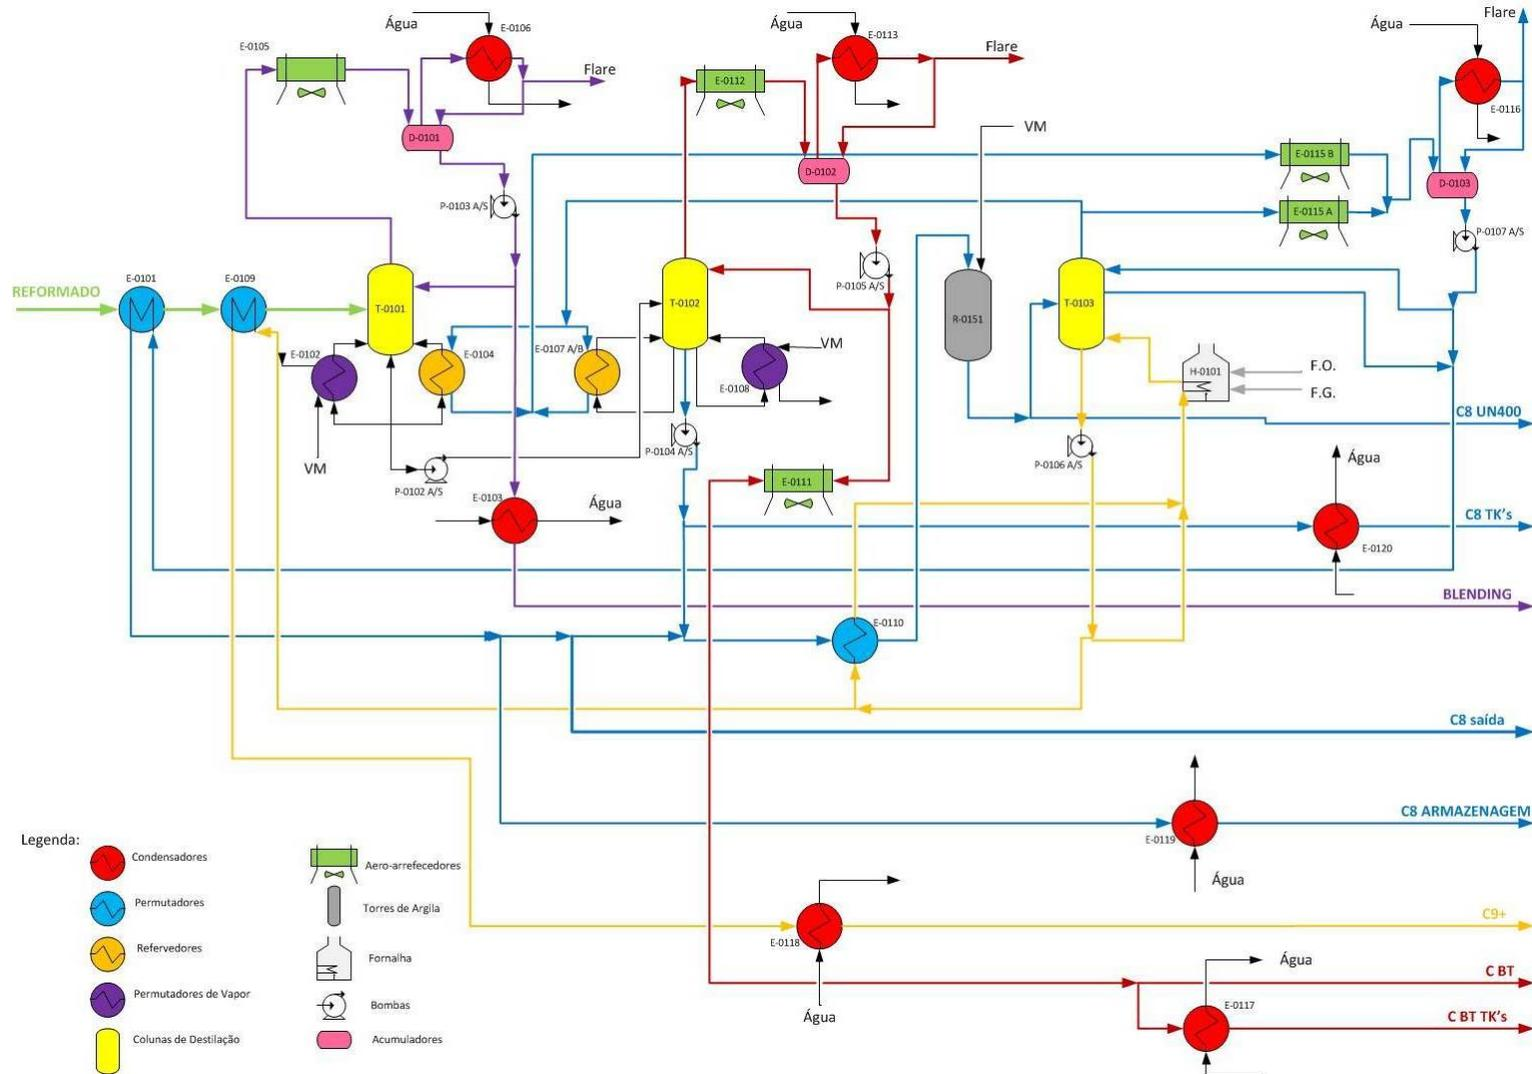 Água
E-0106
E-0105
Flare
D-0101
P-0103 A/S
Água
E-0113
Flare
E-0112
D-0102
P-0105 A/S
VM
Água
Flare
E-0116
E-0115 B
E-0115 A
D-0103
P-0107 A/S
REFORMADO
E-0101
E-0109
T-0101
E-0102
E-0104
VM
P-0102 A/S
E-0103
Água
E-0107 A/B
T-0102
VM
E-0108
P-0104 A/S
E-0111
R-0151
T-0103
H-0101
F.O.
F.G.
P-0106 A/S
C8 UN400
Água
C8 TK's
E-0120
BLENDING
E-0110
C8 saída
C8 ARMAZENAGEM
E-0119
Água
C9+
E-0118
Água
C BT
Água
E-0117
C BT TK's
Legenda:
Condensadores
Permutadores
Refervedores
Permutadores de Vapor
Colunas de Destilação
Aero-arrefecedores
Torres de Argila
Fornalha
Bombas
Acumuladores